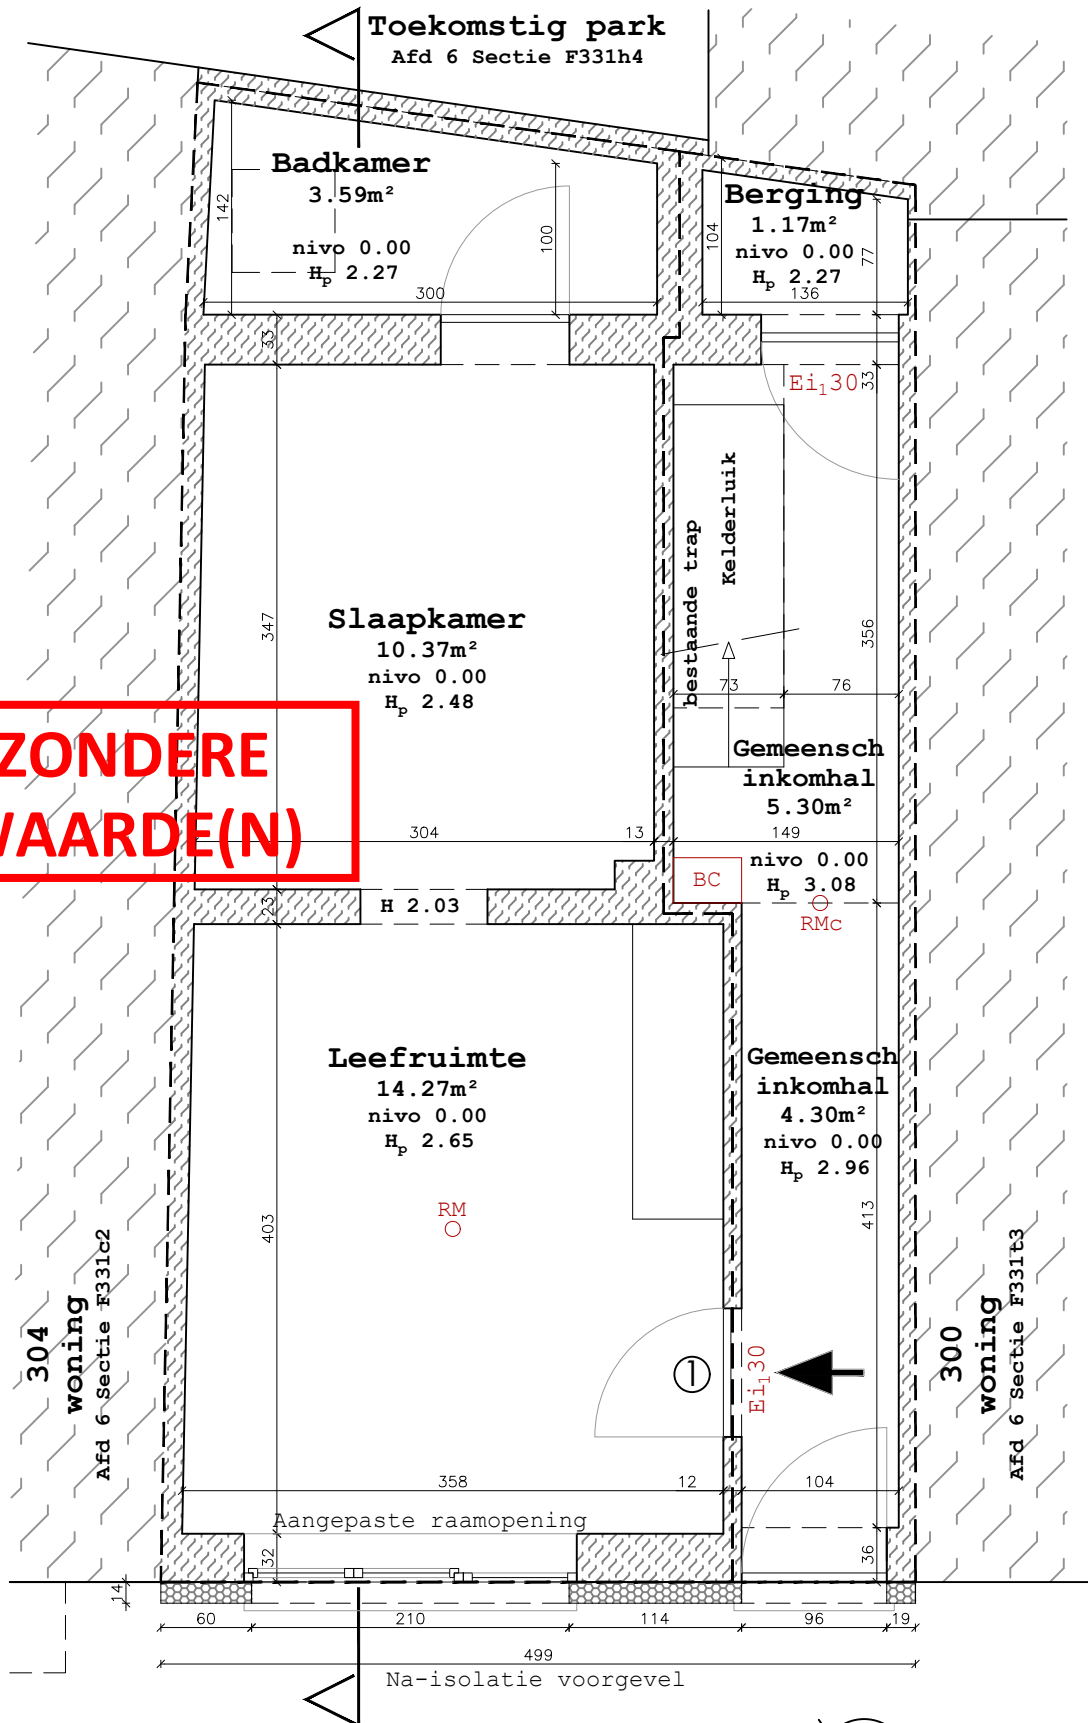 Toekomstig park
Afd 6 Sectie F331h4
Badkamer
3.59m²
nivo 0.00
Hp 2.27
142
100
300
Berging
1.17m²
nivo 0.00
Hp 2.27
104
77
136
33
33
Ei₁30
Kelderluik
bestaande trap
Slaapkamer
10.37m²
nivo 0.00
Hp 2.48
347
356
73
76
ZONDERE
WAARDE(N)
Gemeensch
inkomhal
5.30m²
304
13
149
nivo 0.00
Hp 3.08
BC
RMc
23
H 2.03
Leefruimte
14.27m²
nivo 0.00
Hp 2.65
Gemeensch
inkomhal
4.30m²
nivo 0.00
Hp 2.96
RM
403
413
304
woning
Afd 6 Sectie F331c2
300
woning
Afd 6 Sectie F331t3
1
Ei₁30
358
12
104
Aangepaste raamopening
32
36
14
60
210
114
96
19
499
Na-isolatie voorgevel